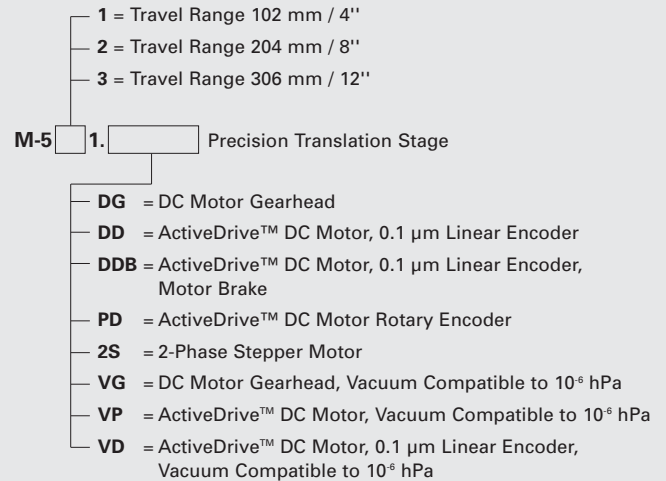 1 = Travel Range 102 mm / 4''
2 = Travel Range 204 mm / 8''
3 = Travel Range 306 mm / 12''
M-5 1. Precision Translation Stage
DG = DC Motor Gearhead
DD = ActiveDrive™ DC Motor, 0.1 µm Linear Encoder
DDB = ActiveDrive™ DC Motor, 0.1 µm Linear Encoder,
Motor Brake
PD = ActiveDrive™ DC Motor Rotary Encoder
2S = 2-Phase Stepper Motor
VG = DC Motor Gearhead, Vacuum Compatible to 10⁻⁶ hPa
VP = ActiveDrive™ DC Motor, Vacuum Compatible to 10⁻⁶ hPa
VD = ActiveDrive™ DC Motor, 0.1 µm Linear Encoder,
Vacuum Compatible to 10⁻⁶ hPa